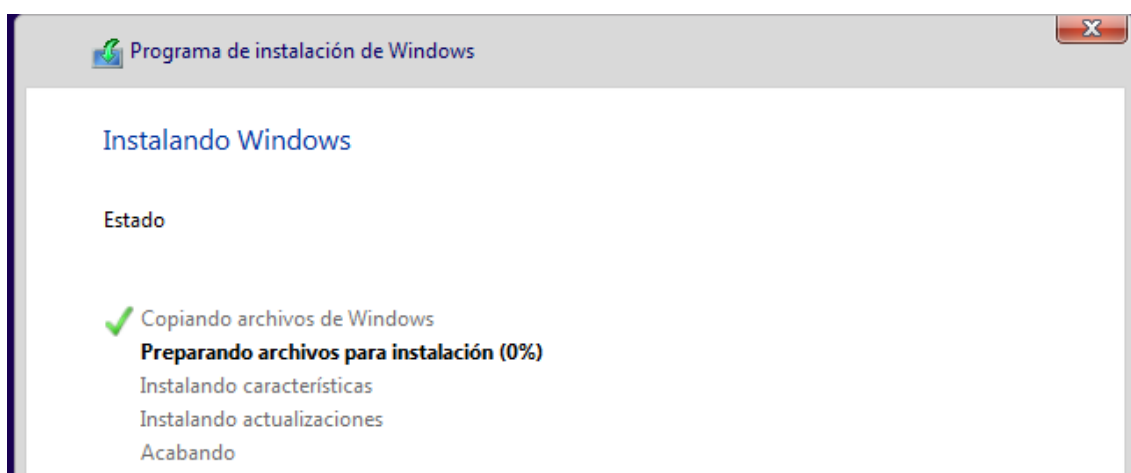 Programa de instalación de Windows
Instalando Windows
Estado
Copiando archivos de Windows
Preparando archivos para instalación (0%)
Instalando características
Instalando actualizaciones
Acabando